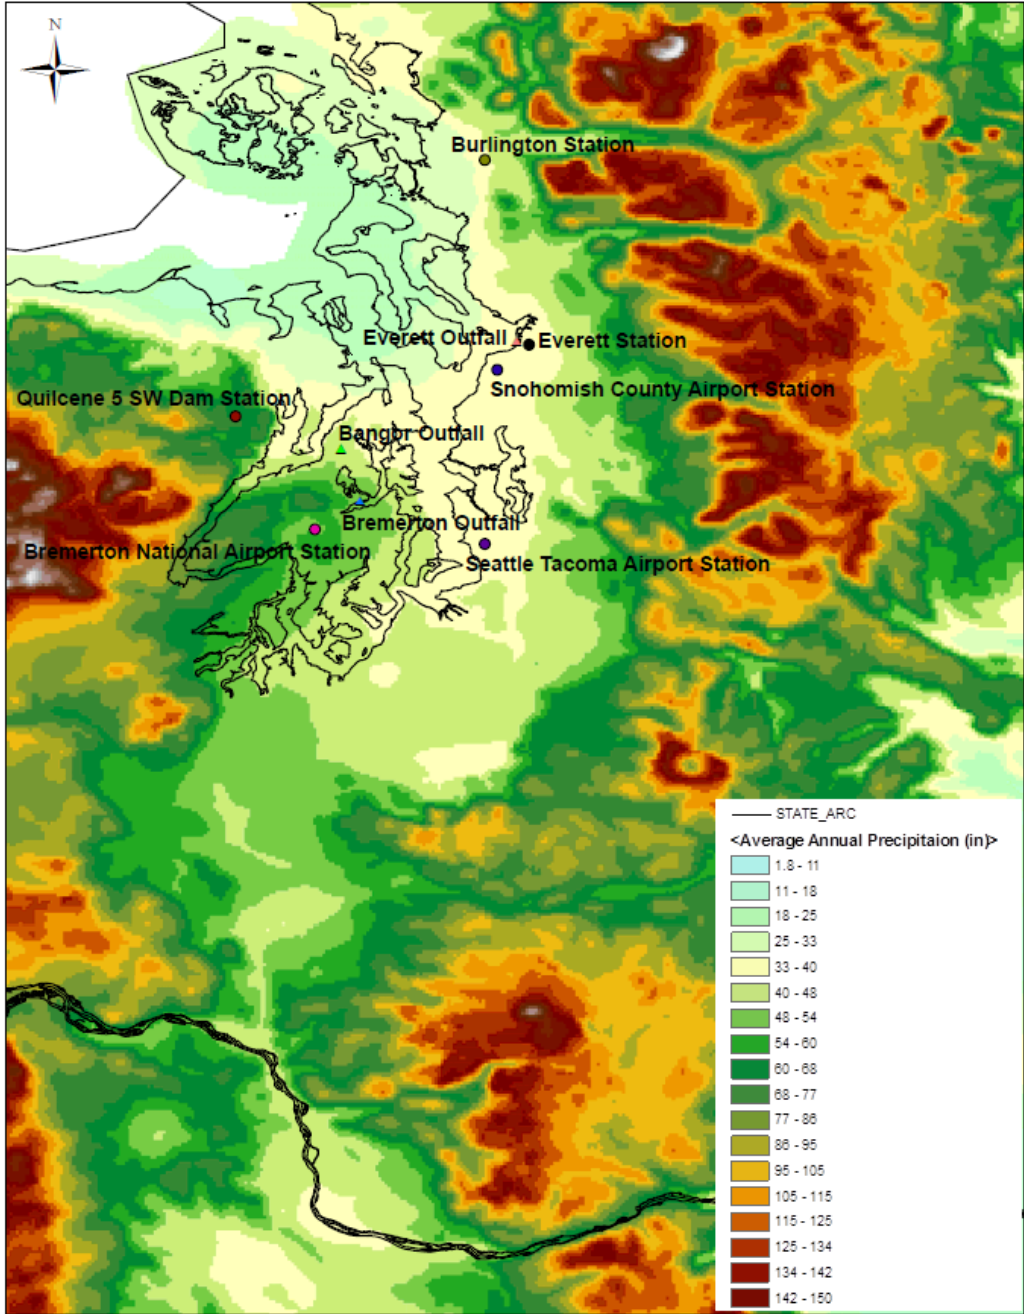 N
Burlington Station
Everett Outfall
Everett Station
Snohomish County Airport Station
Quilcene 5 SW Dam Station
Bangor Outfall
Bremerton Outfall
Bremerton National Airport Station
Seattle Tacoma Airport Station
STATE_ARC
<Average Annual Precipitaion (in)>
1.8 - 11
11 - 18
18 - 25
25 - 33
33 - 40
40 - 48
48 - 54
54 - 60
60 - 68
68 - 77
77 - 86
86 - 95
95 - 105
105 - 115
115 - 125
125 - 134
134 - 142
142 - 150